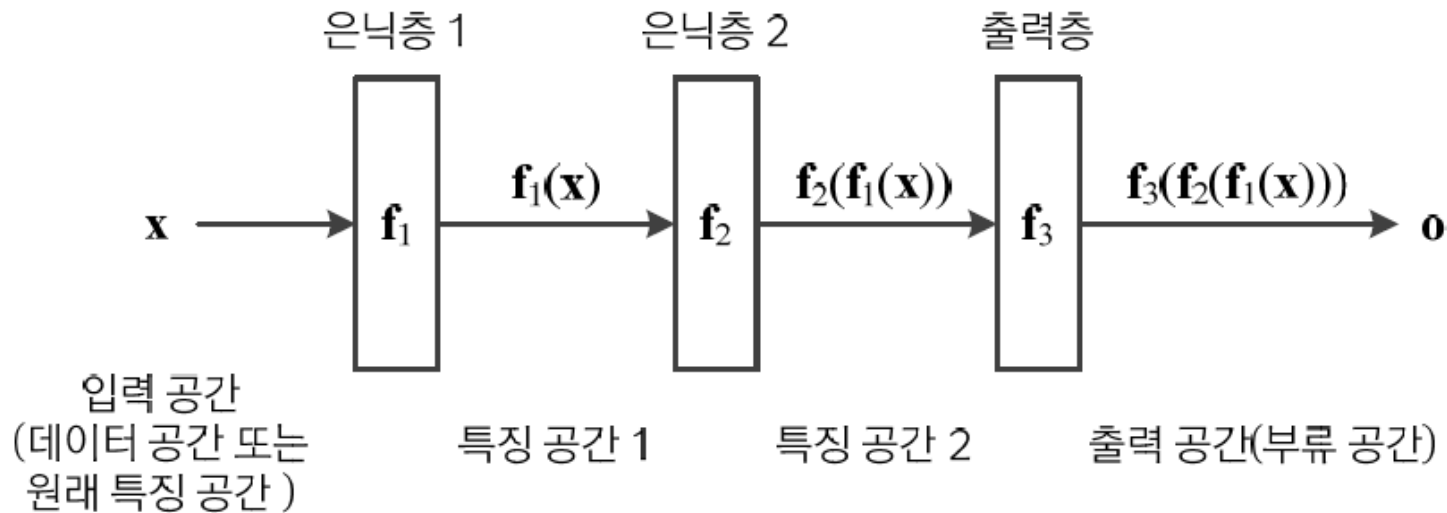 은닉층 1 은닉층 2 출력층
f₁(x) f₂(f₁(x)) f₃(f₂(f₁(x)))
x f₁ f₂ f₃ o
입력 공간
(데이터 공간 또는 특징 공간 1 특징 공간 2 출력 공간(부류 공간)
원래 특징 공간 )